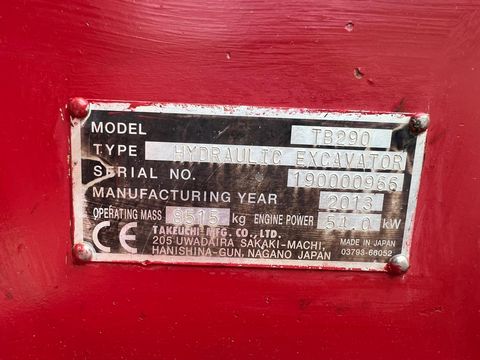 MODEL TB290
TYPE HYDRAULIC EXCAVATOR
SERIAL NO. 190000966
MANUFACTURING YEAR 2013
OPERATING MASS 8515 kg ENGINE POWER 51.0 kW
CE TAKEUCHI MFG. CO., LTD.
205 UWADAIRA SAKAKI-MACHI, MADE IN JAPAN
HANISHINA-GUN, NAGANO JAPAN 03793-66052